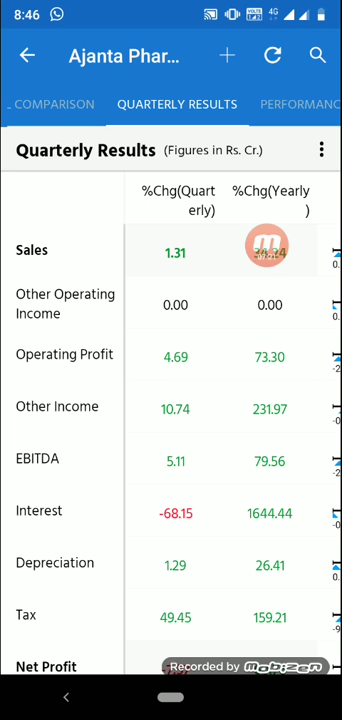 8:46
4G
Ajanta Phar...
COMPARISON QUARTERLY RESULTS PERFORMANC
Quarterly Results (Figures in Rs. Cr.)
%Chg(Quart
erly)
%Chg(Yearly
)
Sales 1.31
Other Operating
Income
0.00 0.00
Operating Profit 4.69 73.30
Other Income 10.74 231.97
EBITDA 5.11 79.56
Interest -68.15 1644.44
Depreciation 1.29 26.41
Tax 49.45 159.21
Net Profit
Recorded by mobizen